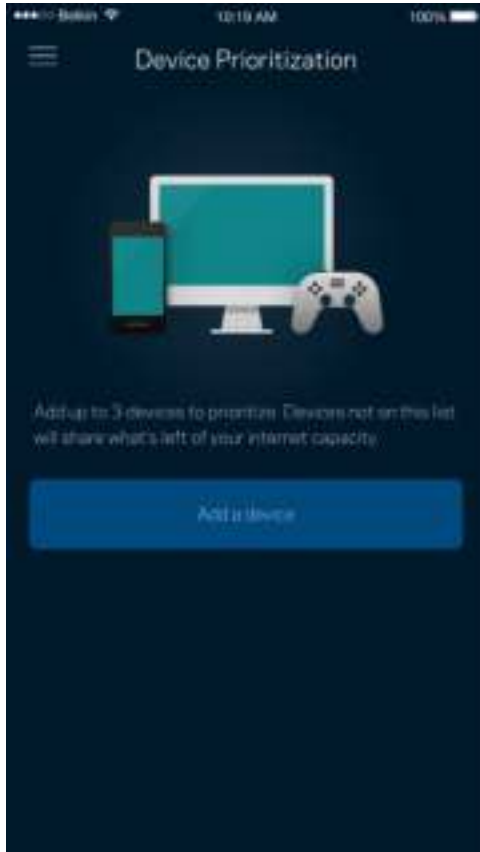 Belkin 10:19 AM 100%
Device Prioritization
Add up to 3 devices to prioritize. Devices not on this list
will share what's left of your internet capacity.
Add a device